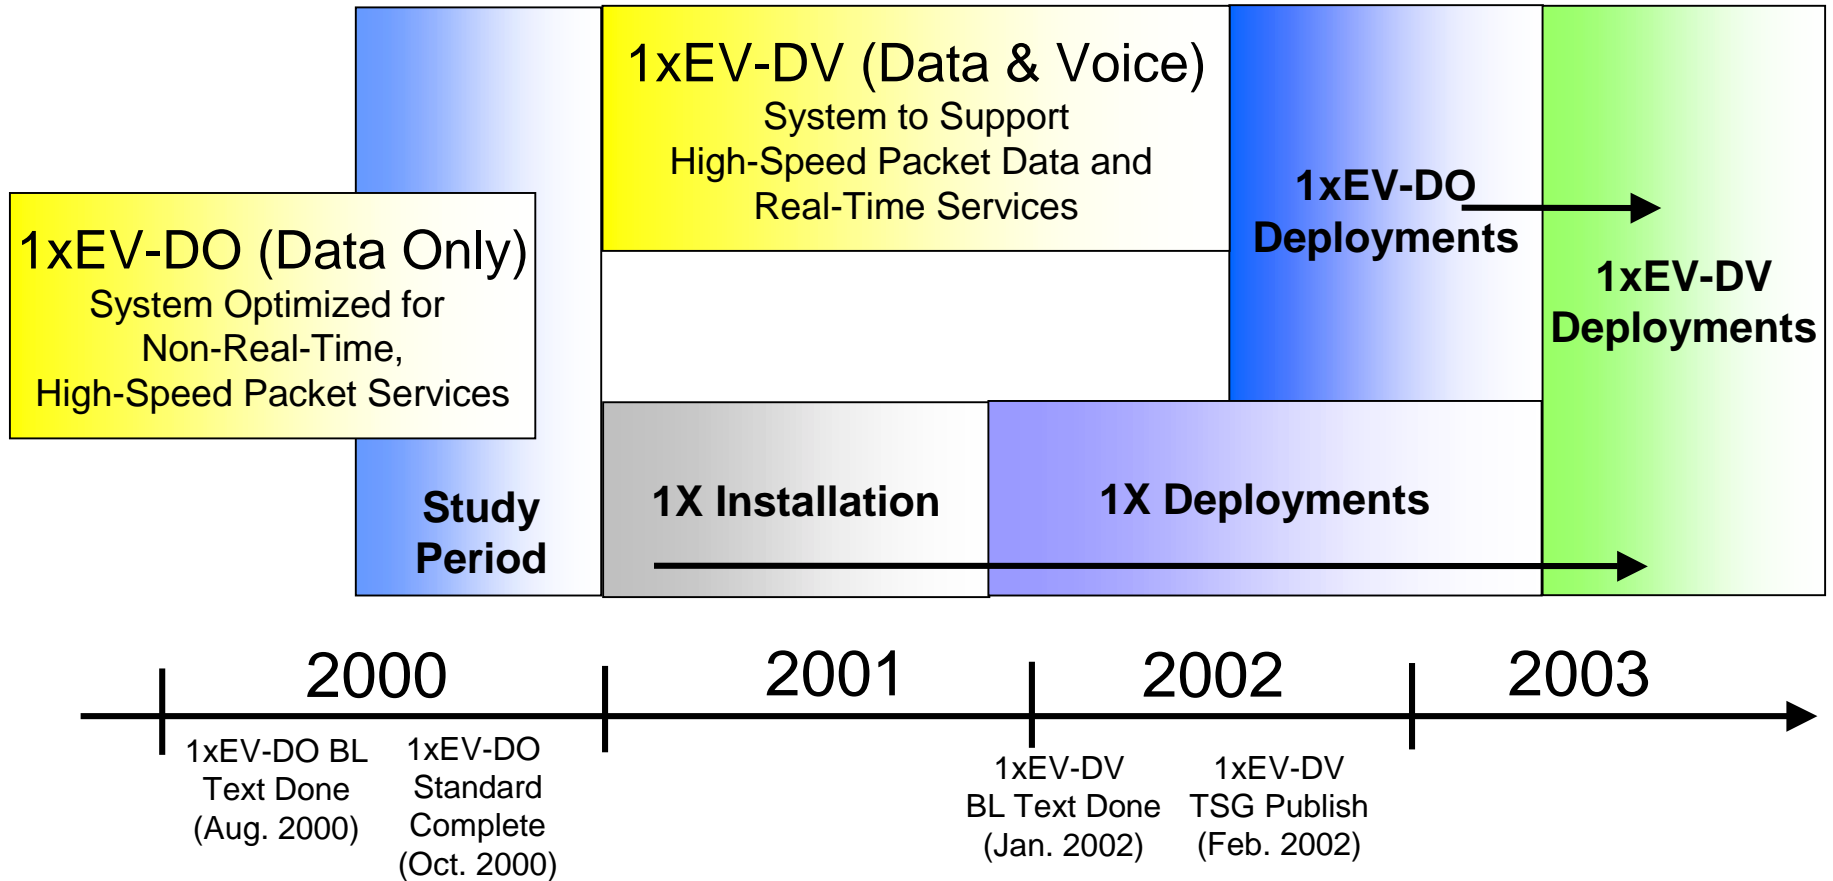 1xEV-DO (Data Only)
System Optimized for
Non-Real-Time,
High-Speed Packet Services
Study
Period
1xEV-DV (Data & Voice)
System to Support
High-Speed Packet Data and
Real-Time Services
1X Installation
1X Deployments
1xEV-DO
Deployments
1xEV-DV
Deployments
2000
2001
2002
2003
1xEV-DO BL
Text Done
(Aug. 2000)
1xEV-DO
Standard
Complete
(Oct. 2000)
1xEV-DV
BL Text Done
(Jan. 2002)
1xEV-DV
TSG Publish
(Feb. 2002)